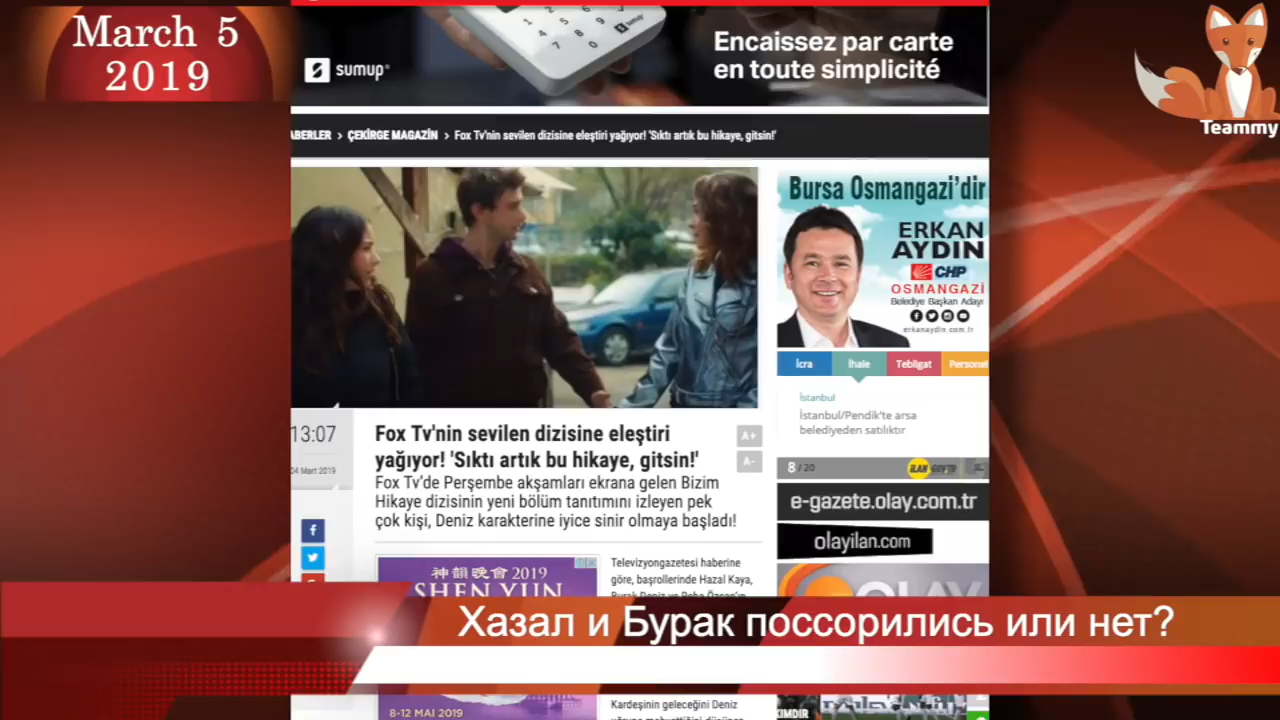 March 5
2019
Teammy
sumup
Encaissez par carte
en toute simplicité
ABERLER > ÇEKİRGE MAGAZİN > Fox Tv'nin sevilen dizisine eleştiri yağıyor! 'Sıktı artık bu hikaye, gitsin!'
Bursa Osmangazi'dir
ERKAN
AYDIN
CHP
OSMANGAZİ
Belediye Başkan Adayı
erkanaydin.com.tr
İcra
İhale
Tebligat
Personel
İstanbul
İstanbul/Pendik'te arsa
belediyeden satılıktır
8 / 20
e-gazete.olay.com.tr
olayilan.com
OLAY
13:07
04 Mart 2019
Fox Tv'nin sevilen dizisine eleştiri
yağıyor! 'Sıktı artık bu hikaye, gitsin!'
A+
A-
Fox Tv'de Perşembe akşamları ekrana gelen Bizim
Hikaye dizisinin yeni bölüm tanıtımını izleyen pek
çok kişi, Deniz karakterine iyice sinir olmaya başladı!
神韻晚會 2019
SHEN YUN
8-12 MAI 2019
Televizyongazetesi haberine
göre, başrollerinde Hazal Kaya,
Хазал и Бурак поссорились или нет?
Kardeşinin geleceğini Deniz